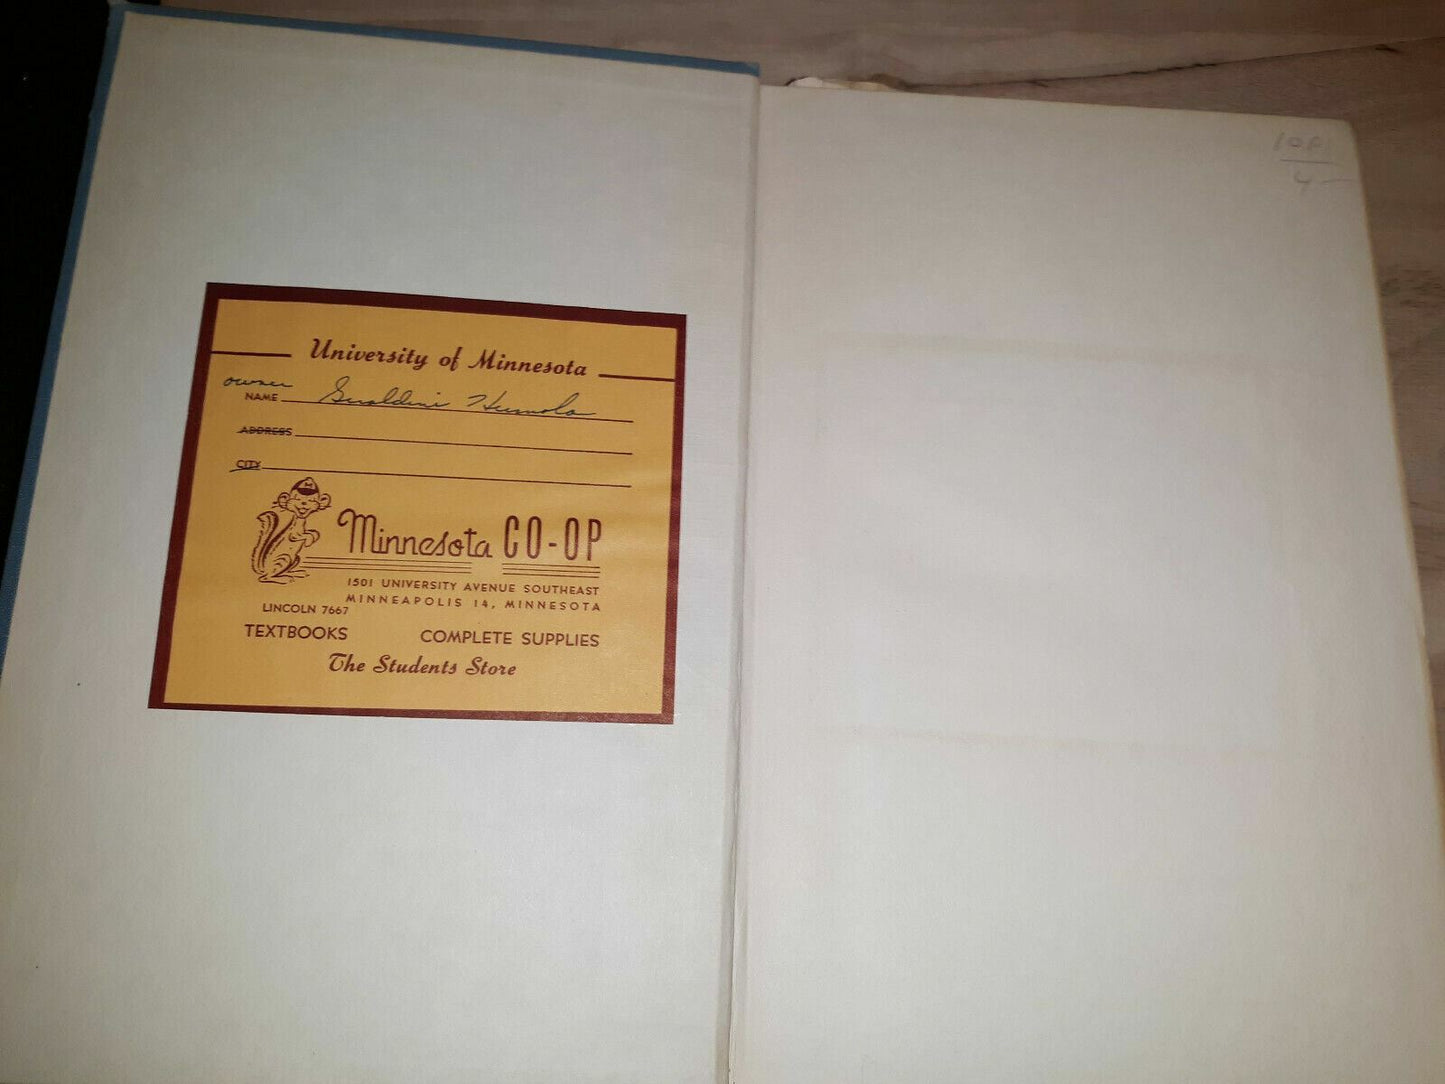 University of Minnesota
owner
NAME Geraldine
ADDRESS
CITY
M
Minnesota CO-OP
1501 UNIVERSITY AVENUE SOUTHEAST
MINNEAPOLIS 14, MINNESOTA
LINCOLN 7667
TEXTBOOKS COMPLETE SUPPLIES
The Students Store